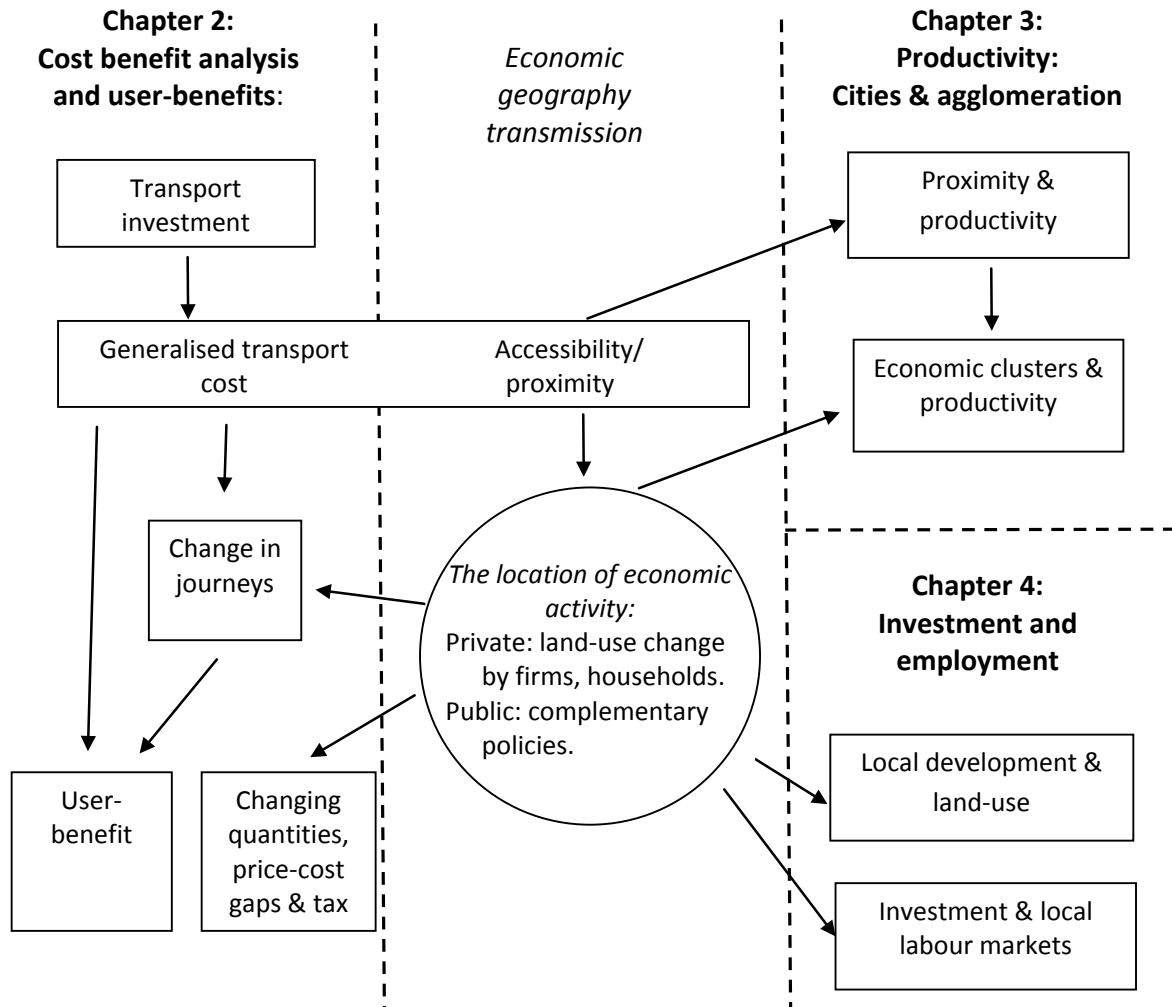 Chapter 2:
Cost benefit analysis
and user-benefits:
Transport
investment
Generalised transport
cost
Change in
journeys
User-
benefit
Changing
quantities,
price-cost
gaps & tax
Economic
geography
transmission
Accessibility/
proximity
The location of economic
activity:
Private: land-use change
by firms, households.
Public: complementary
policies.
Chapter 3:
Productivity:
Cities & agglomeration
Proximity &
productivity
Economic clusters &
productivity
Chapter 4:
Investment and
employment
Local development &
land-use
Investment & local
labour markets